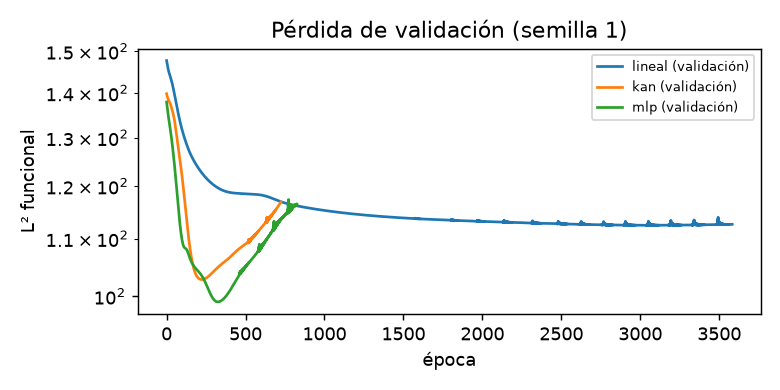 Pérdida de validación (semilla 1)
L² funcional
1.5 × 10²
1.4 × 10²
1.3 × 10²
1.2 × 10²
1.1 × 10²
10²
lineal (validación)
kan (validación)
mlp (validación)
0 500 1000 1500 2000 2500 3000 3500
época